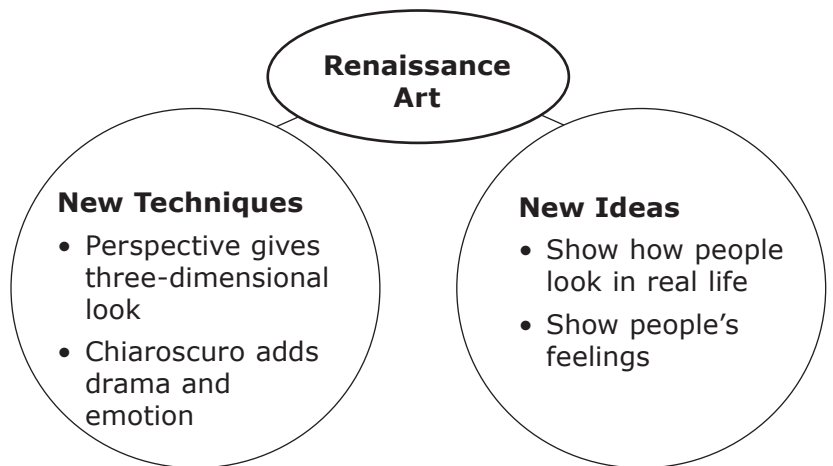 Renaissance
Art
New Techniques
• Perspective gives
three-dimensional
look
• Chiaroscuro adds
drama and
emotion
New Ideas
• Show how people
look in real life
• Show people’s
feelings